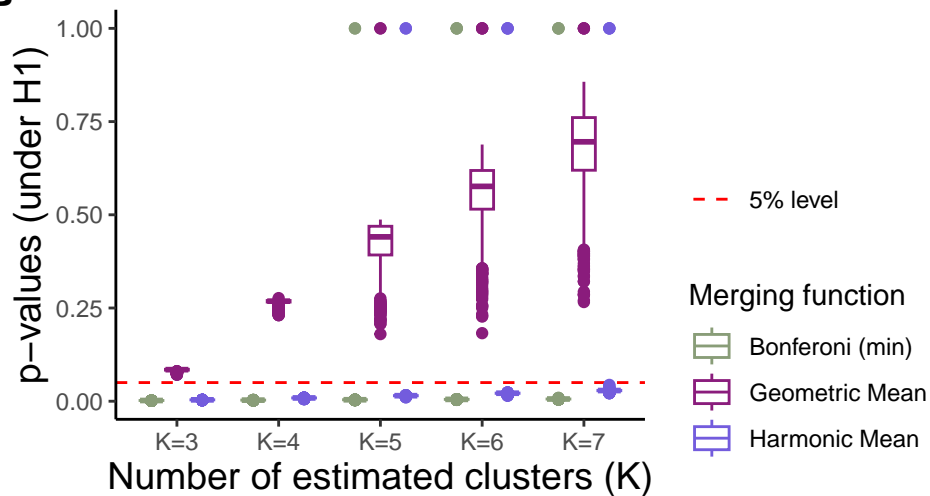 p−values (under H1)
1.00
0.75
0.50
0.25
0.00
K=3 K=4 K=5 K=6 K=7
Number of estimated clusters (K)
5% level
Merging function
Bonferoni (min)
Geometric Mean
Harmonic Mean